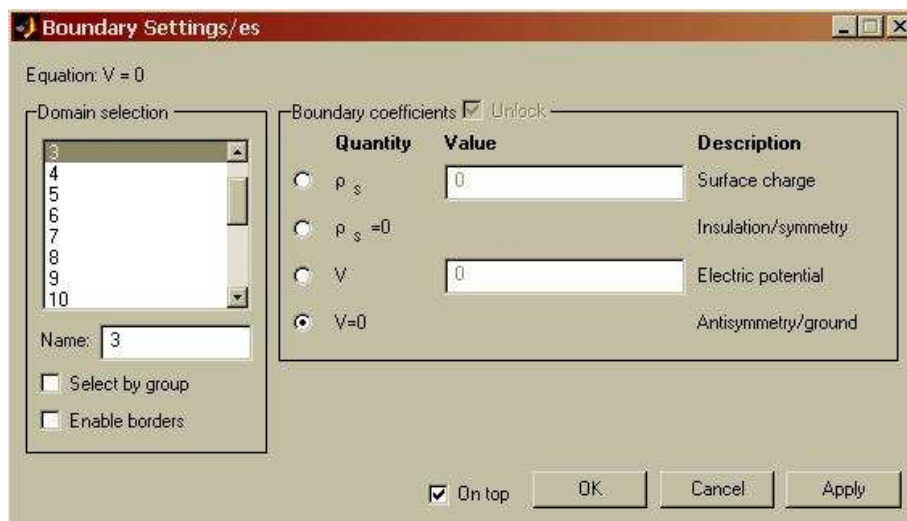 Boundary Settings/es
Equation: V = 0
Domain selection
3
4
5
6
7
8
9
10
Name: 3
Select by group
Enable borders
Boundary coefficients Unlock
Quantity Value Description
ρ s 0 Surface charge
ρ s =0 Insulation/symmetry
V 0 Electric potential
V=0 Antisymmetry/ground
On top OK Cancel Apply